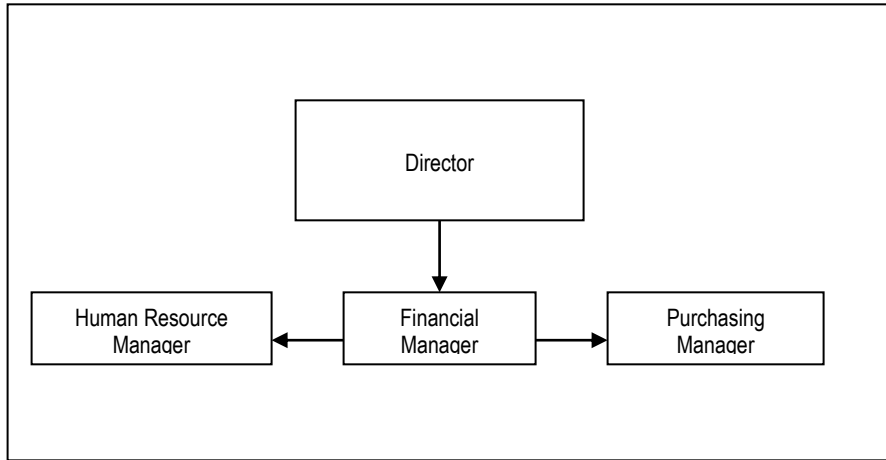 Director
Human Resource
Manager
Financial
Manager
Purchasing
Manager